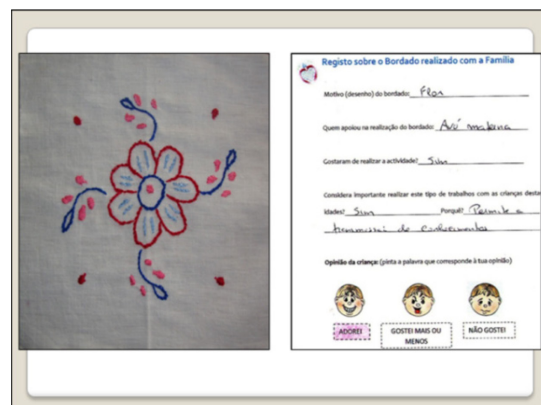 Registo sobre o Bordado realizado com a Família
Motivo (desenho) do bordado: Flor
Quem apoiou na realização do bordado: Avó materna
Gostaram de realizar a actividade? Sim
Considera importante realizar este tipo de trabalhos com as crianças desta
idades? Sim Porquê? Permite a
transmissão de conhecimentos
Opinião da criança: (pinta a palavra que corresponde à tua opinião)
ADOREI GOSTEI MAIS OU MENOS NÃO GOSTEI